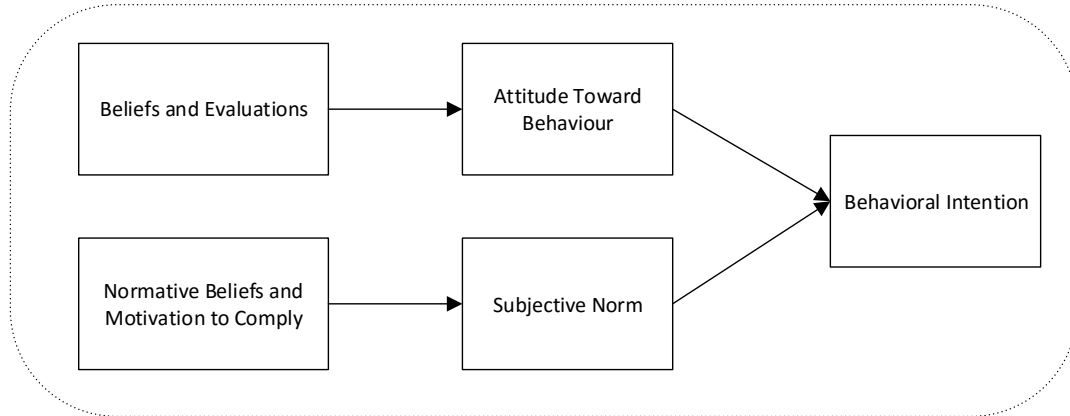 Beliefs and Evaluations
Attitude Toward
Behaviour
Behavioral Intention
Normative Beliefs and
Motivation to Comply
Subjective Norm